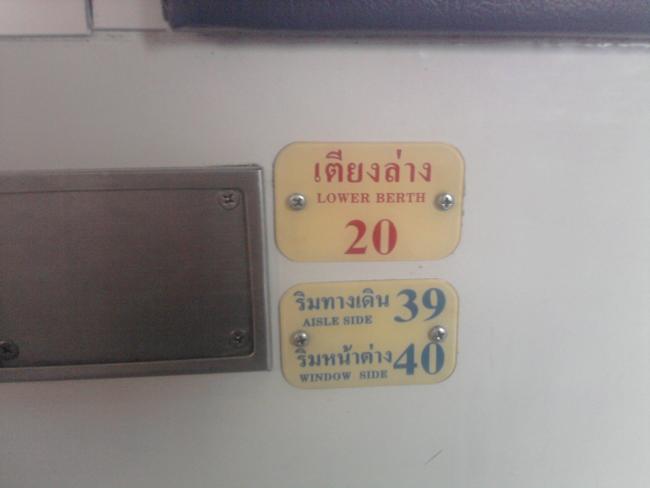 เตียงล่าง
LOWER BERTH
20
ริมทางเดิน 39
AISLE SIDE
ริมหน้าต่าง 40
WINDOW SIDE